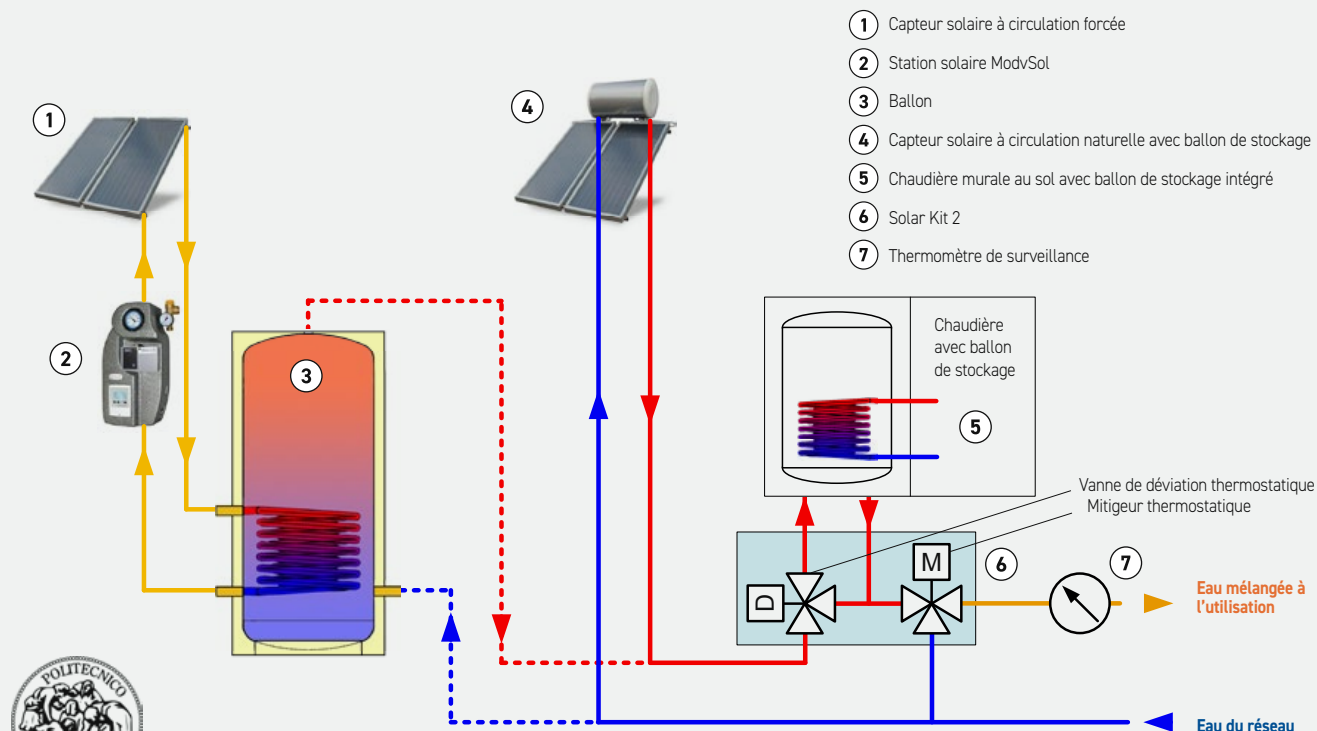 1 Capteur solaire à circulation forcée
2 Station solaire ModvSol
3 Ballon
4 Capteur solaire à circulation naturelle avec ballon de stockage
5 Chaudière murale au sol avec ballon de stockage intégré
6 Solar Kit 2
7 Thermomètre de surveillance
1
4
2
3
Chaudière
avec ballon
de stockage
5
Vanne de déviation thermostatique
Mitigeur thermostatique
D
M
6
7
Eau mélangée à
l'utilisation
POLITECNICO
Eau du réseau